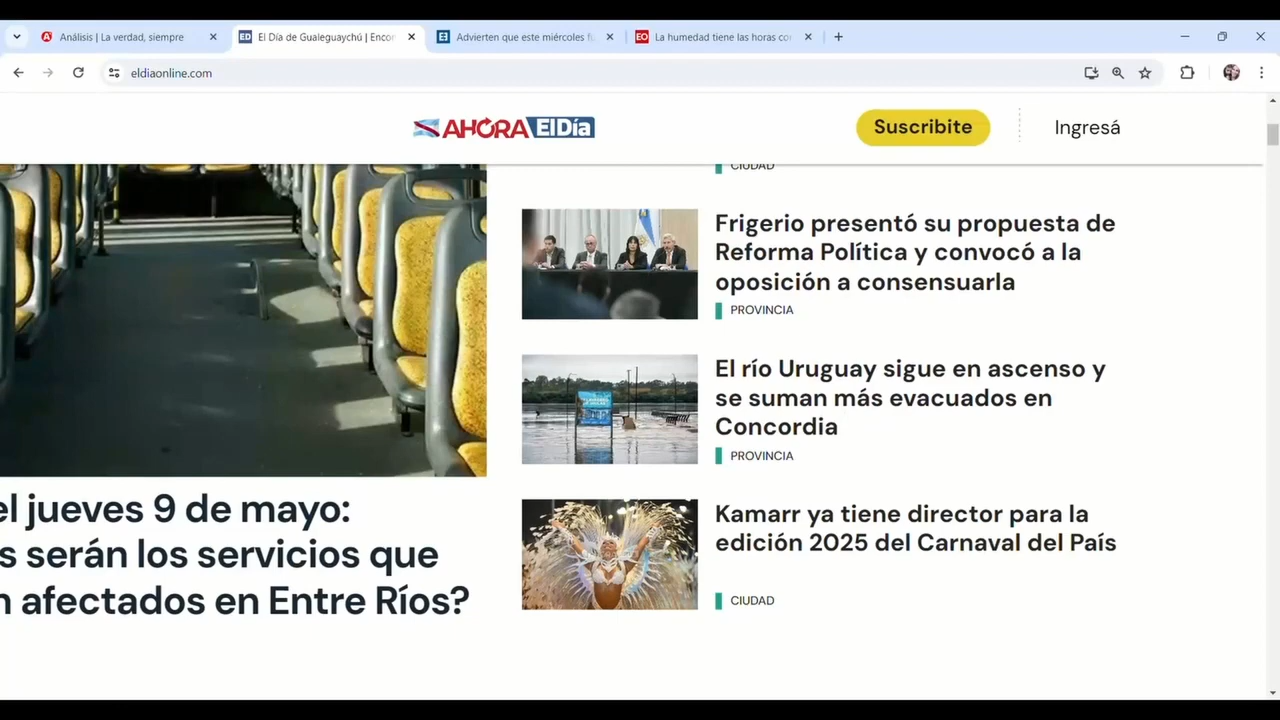 Análisis | La verdad, siempre
El Día de Gualeguaychú | Encon
Advierten que este miércoles f
La humedad tiene las horas con
eldiaonline.com
AHORA ElDía
Suscribite
Ingresá
CIUDAD
Frigerio presentó su propuesta de
Reforma Política y convocó a la
oposición a consensuarla
PROVINCIA
El río Uruguay sigue en ascenso y
se suman más evacuados en
Concordia
PROVINCIA
Kamarr ya tiene director para la
edición 2025 del Carnaval del País
CIUDAD
el jueves 9 de mayo:
s serán los servicios que
n afectados en Entre Ríos?